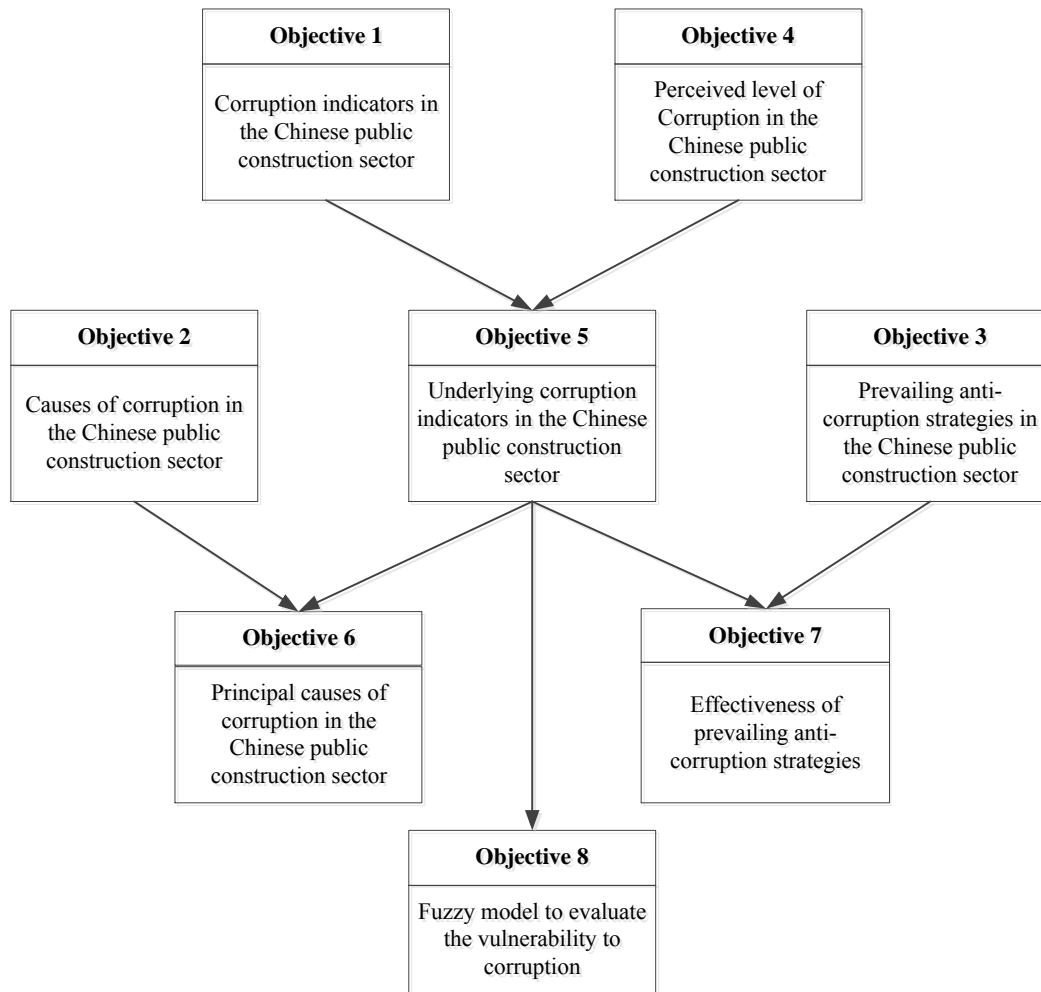 Objective 1
Corruption indicators in
the Chinese public
construction sector
Objective 4
Perceived level of
Corruption in the
Chinese public
construction sector
Objective 2
Causes of corruption in
the Chinese public
construction sector
Objective 5
Underlying corruption
indicators in the Chinese
public construction
sector
Objective 3
Prevailing anti-
corruption strategies in
the Chinese public
construction sector
Objective 6
Principal causes of
corruption in the
Chinese public
construction sector
Objective 7
Effectiveness of
prevailing anti-
corruption strategies
Objective 8
Fuzzy model to evaluate
the vulnerability to
corruption